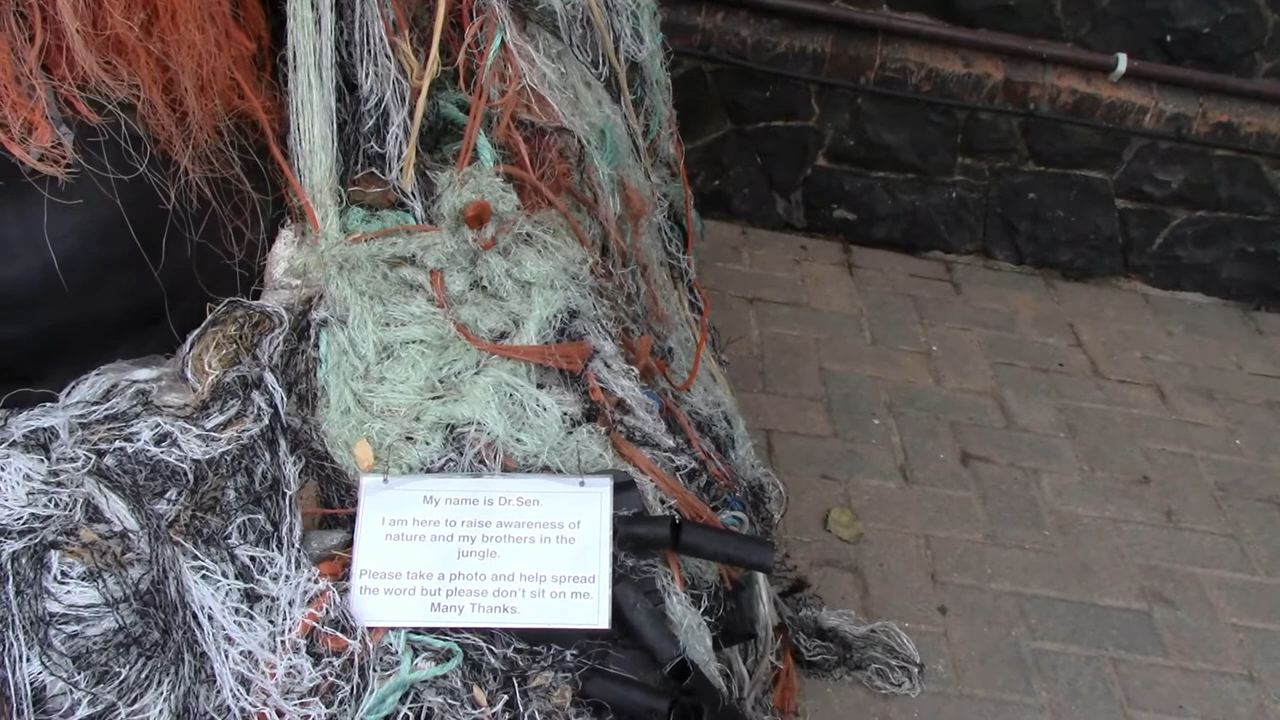 My name is Dr.Sen.
I am here to raise awareness of
nature and my brothers in the
jungle.
Please take a photo and help spread
the word but please don't sit on me.
Many Thanks.